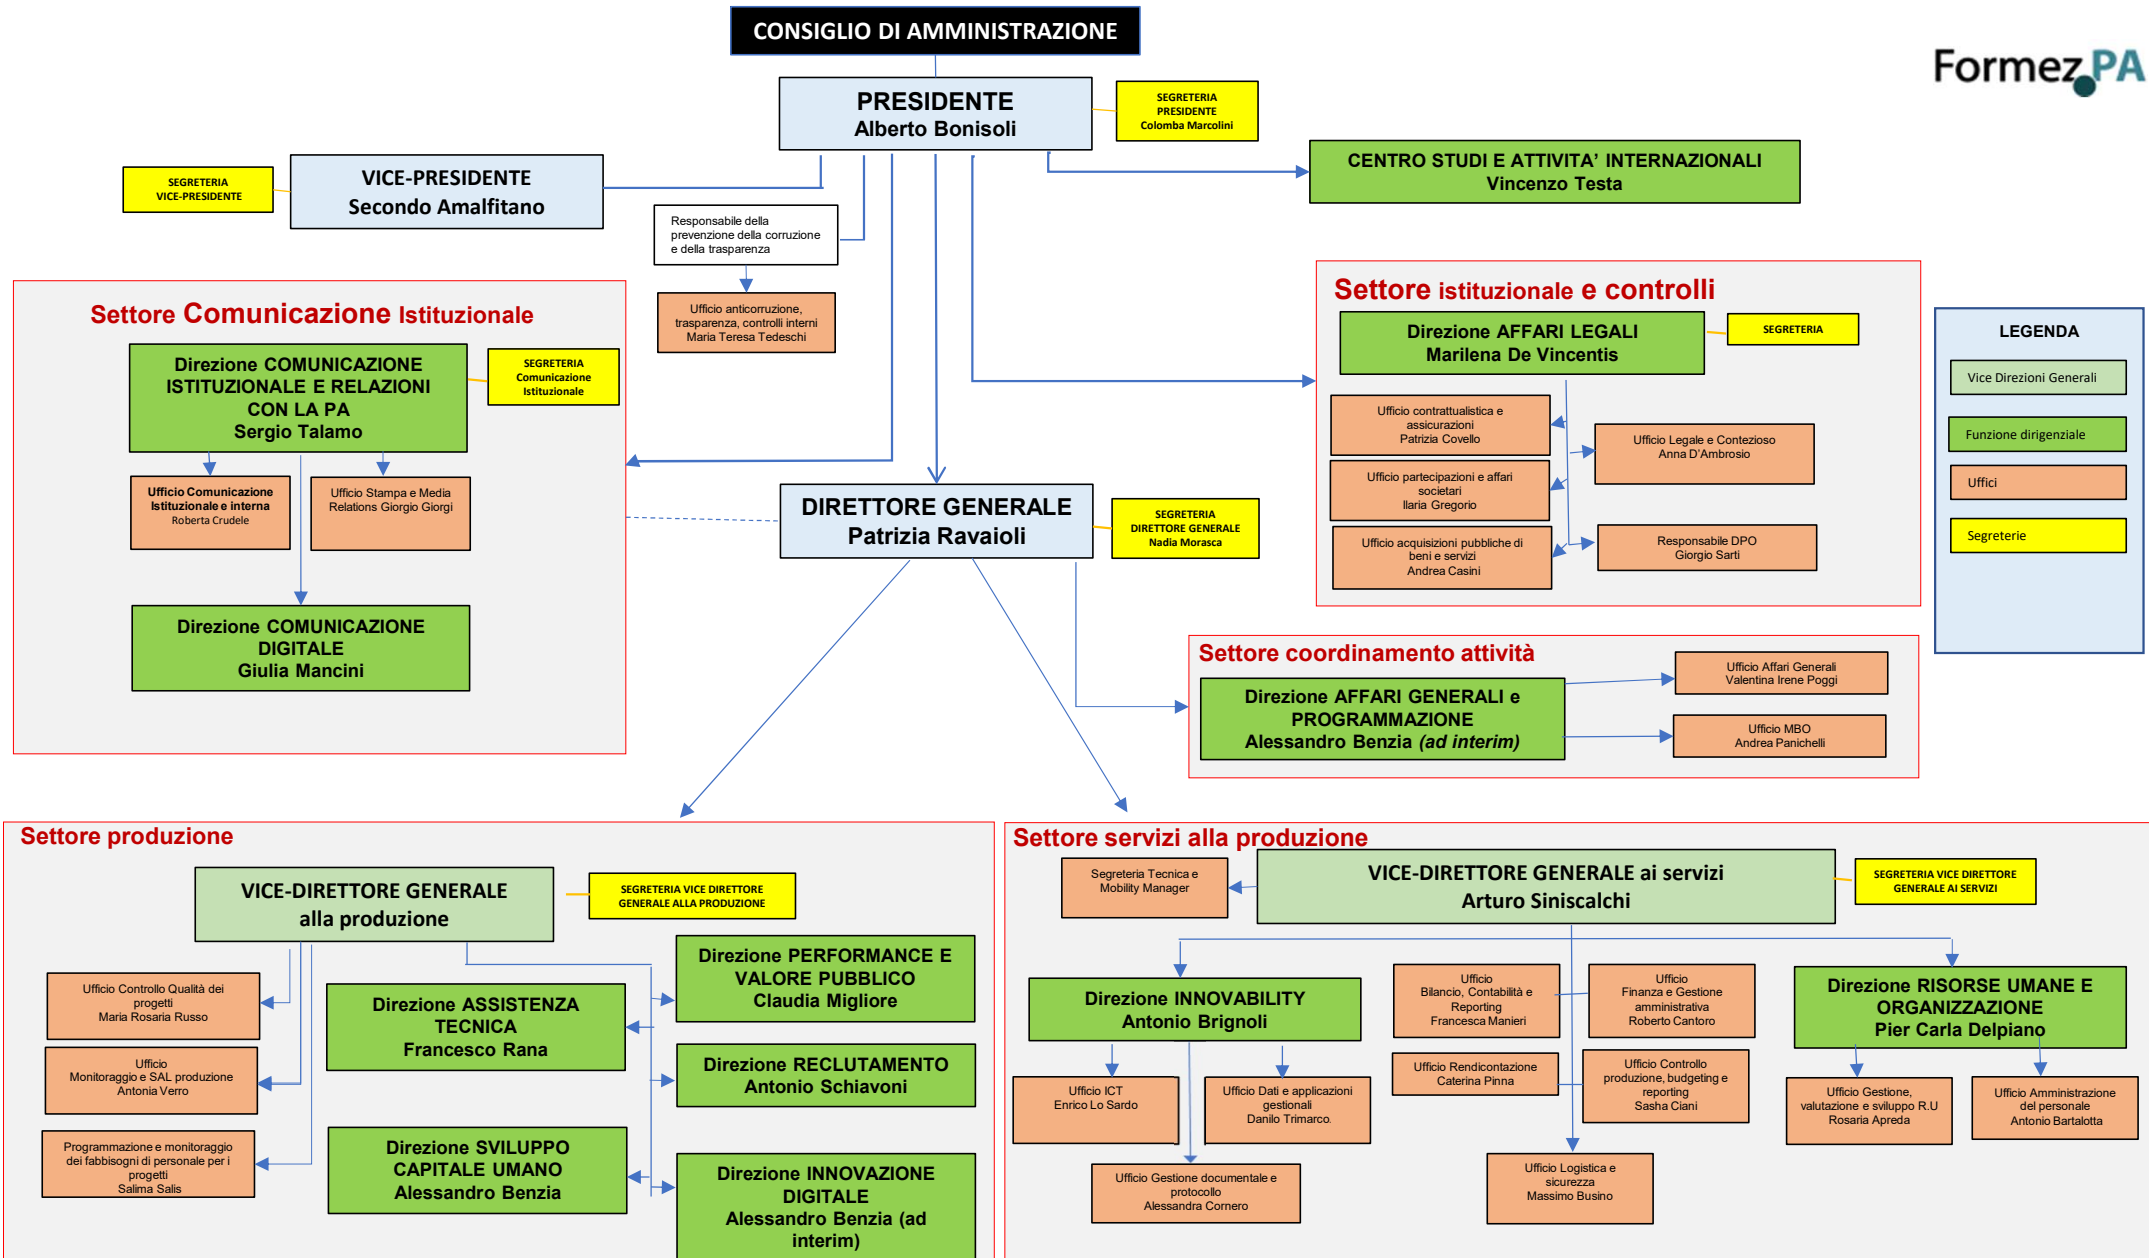 CONSIGLIO DI AMMINISTRAZIONE
Formez PA
PRESIDENTE
Alberto Bonisoli
SEGRETERIA
PRESIDENTE
Colomba Marcolini
VICE-PRESIDENTE
Secondo Amalfitano
SEGRETERIA
VICE-PRESIDENTE
CENTRO STUDI E ATTIVITA' INTERNAZIONALI
Vincenzo Testa
Responsabile della
prevenzione della corruzione
e della trasparenza
Ufficio anticorruzione,
trasparenza, controlli interni
Maria Teresa Tedeschi
Settore Comunicazione Istituzionale
Direzione COMUNICAZIONE
ISTITUZIONALE E RELAZIONI
CON LA PA
Sergio Talamo
SEGRETERIA
Comunicazione
Istituzionale
Ufficio Comunicazione
Istituzionale e interna
Roberta Crudele
Ufficio Stampa e Media
Relations Giorgio Giorgi
Direzione COMUNICAZIONE
DIGITALE
Giulia Mancini
DIRETTORE GENERALE
Patrizia Ravaioli
SEGRETERIA
DIRETTORE GENERALE
Nadia Morasca
Settore istituzionale e controlli
Direzione AFFARI LEGALI
Marilena De Vincentis
SEGRETERIA
Ufficio contrattualistica e
assicurazioni
Patrizia Covello
Ufficio Legale e Contezioso
Anna D'Ambrosio
Ufficio partecipazioni e affari
societari
Ilaria Gregorio
Ufficio acquisizioni pubbliche di
beni e servizi
Andrea Casini
Responsabile DPO
Giorgio Sarti
LEGENDA
Vice Direzioni Generali
Funzione dirigenziale
Uffici
Segreterie
Settore coordinamento attività
Direzione AFFARI GENERALI e
PROGRAMMAZIONE
Alessandro Benzia (ad interim)
Ufficio Affari Generali
Valentina Irene Poggi
Ufficio MBO
Andrea Panichelli
Settore produzione
VICE-DIRETTORE GENERALE
alla produzione
SEGRETERIA VICE DIRETTORE
GENERALE ALLA PRODUZIONE
Ufficio Controllo Qualità dei
progetti
Maria Rosaria Russo
Ufficio
Monitoraggio e SAL produzione
Antonia Verro
Programmazione e monitoraggio
dei fabbisogni di personale per i
progetti
Salima Salis
Direzione ASSISTENZA
TECNICA
Francesco Rana
Direzione SVILUPPO
CAPITALE UMANO
Alessandro Benzia
Direzione PERFORMANCE E
VALORE PUBBLICO
Claudia Migliore
Direzione RECLUTAMENTO
Antonio Schiavoni
Direzione INNOVAZIONE
DIGITALE
Alessandro Benzia (ad
interim)
Settore servizi alla produzione
Segreteria Tecnica e
Mobility Manager
VICE-DIRETTORE GENERALE ai servizi
Arturo Siniscalchi
SEGRETERIA VICE DIRETTORE
GENERALE AI SERVIZI
Direzione INNOVABILITY
Antonio Brignoli
Ufficio ICT
Enrico Lo Sardo
Ufficio Dati e applicazioni
gestionali
Danilo Trimarco.
Ufficio Gestione documentale e
protocollo
Alessandra Cornero
Ufficio
Bilancio, Contabilità e
Reporting
Francesca Manieri
Ufficio
Finanza e Gestione
amministrativa
Roberto Cantoro
Ufficio Rendicontazione
Caterina Pinna
Ufficio Controllo
produzione, budgeting e
reporting
Sasha Ciani
Ufficio Logistica e
sicurezza
Massimo Busino
Direzione RISORSE UMANE E
ORGANIZZAZIONE
Pier Carla Delpiano
Ufficio Gestione,
valutazione e sviluppo R.U
Rosaria Apreda
Ufficio Amministrazione
del personale
Antonio Bartalotta